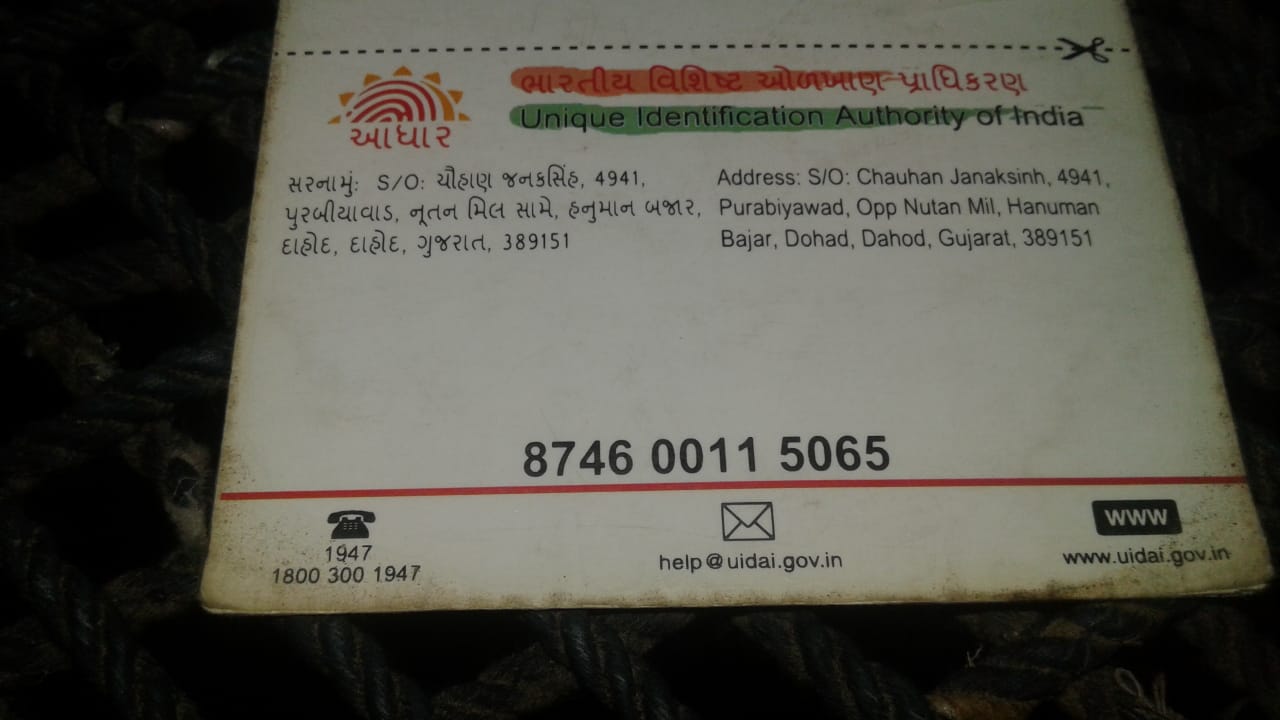 ભારતીય વિશિષ્ટ ઓળખાણ પ્રાધિકરણ
Unique Identification Authority of India
આધાર
સરનામું: S/O: ચૌહાણ જનકસિંહ, 4941,
પુરબીયાવાડ, નૂતન મિલ સામે, હનુમાન બજાર,
દાહોદ, દાહોદ, ગુજરાત, 389151
Address: S/O: Chauhan Janaksinh, 4941,
Purabiyawad, Opp Nutan Mil, Hanuman
Bajar, Dohad, Dahod, Gujarat, 389151
8746 0011 5065
1947
1800 300 1947
help@uidai.gov.in
WWW
www.uidai.gov.in